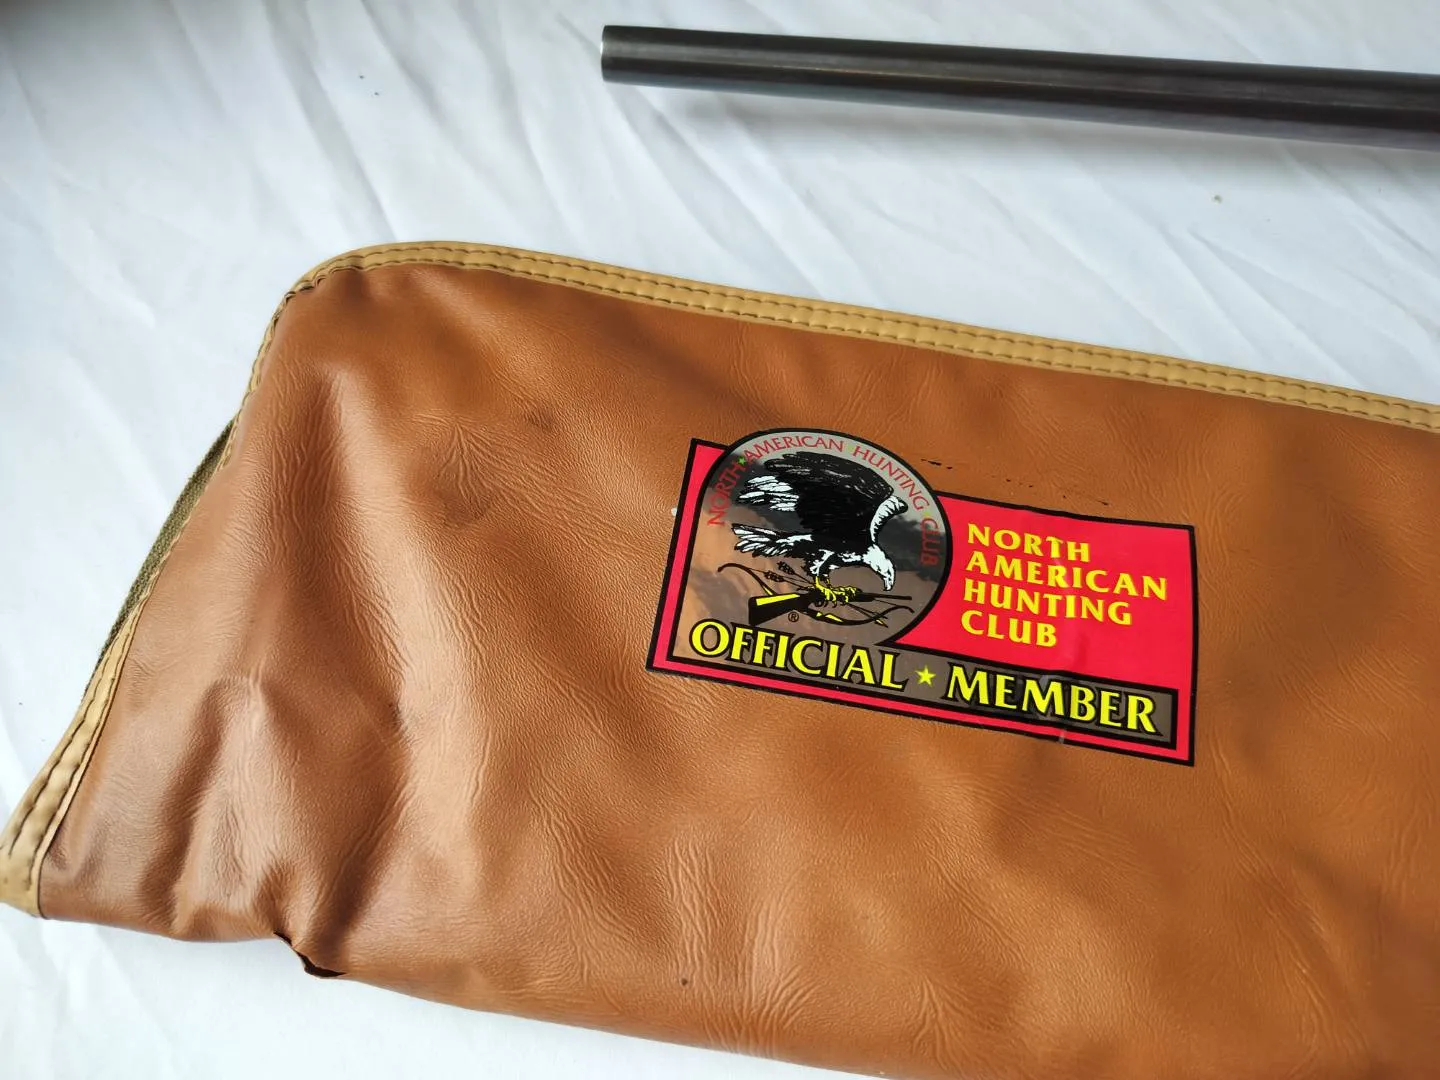 NORTH★AMERICAN★HUNTING★CLUB
NORTH
AMERICAN
HUNTING
CLUB
®
OFFICIAL★MEMBER